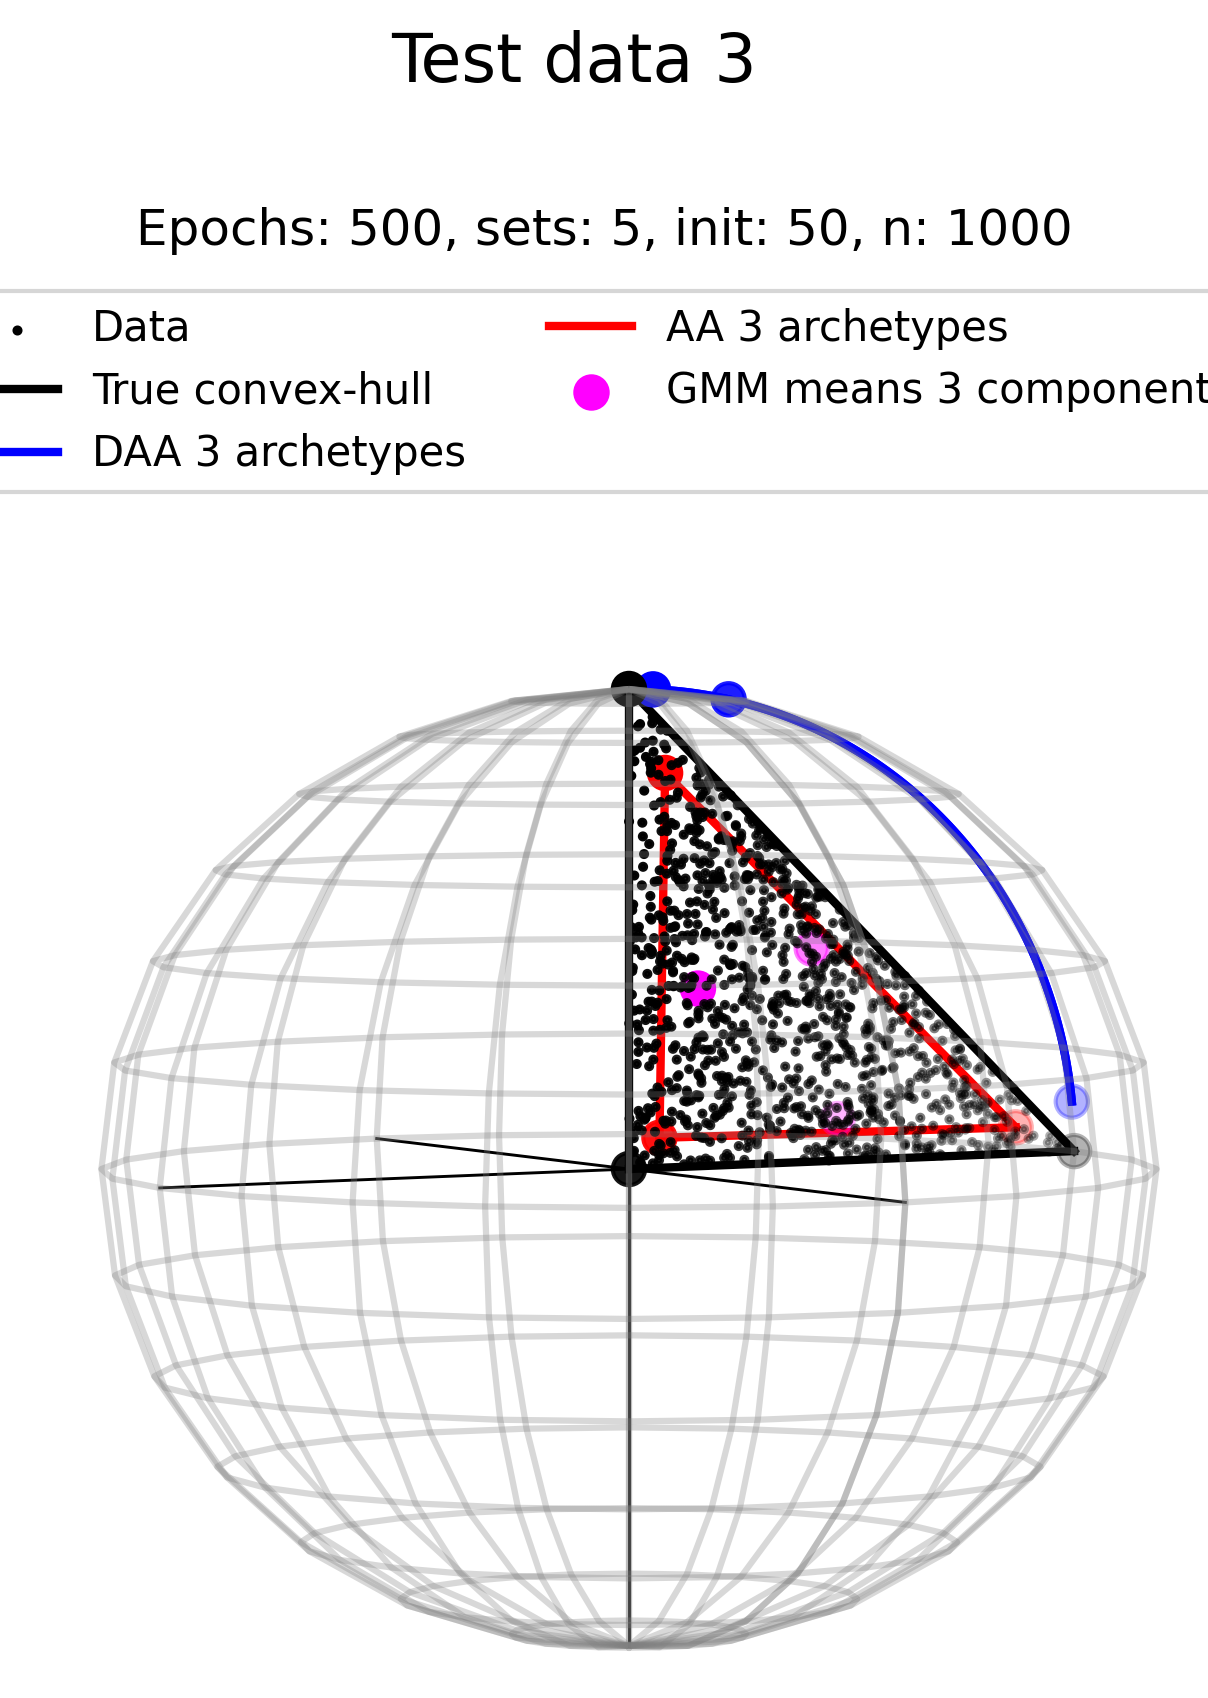 Test data 3
Epochs: 500, sets: 5, init: 50, n: 1000
Data
True convex-hull
DAA 3 archetypes
AA 3 archetypes
GMM means 3 component